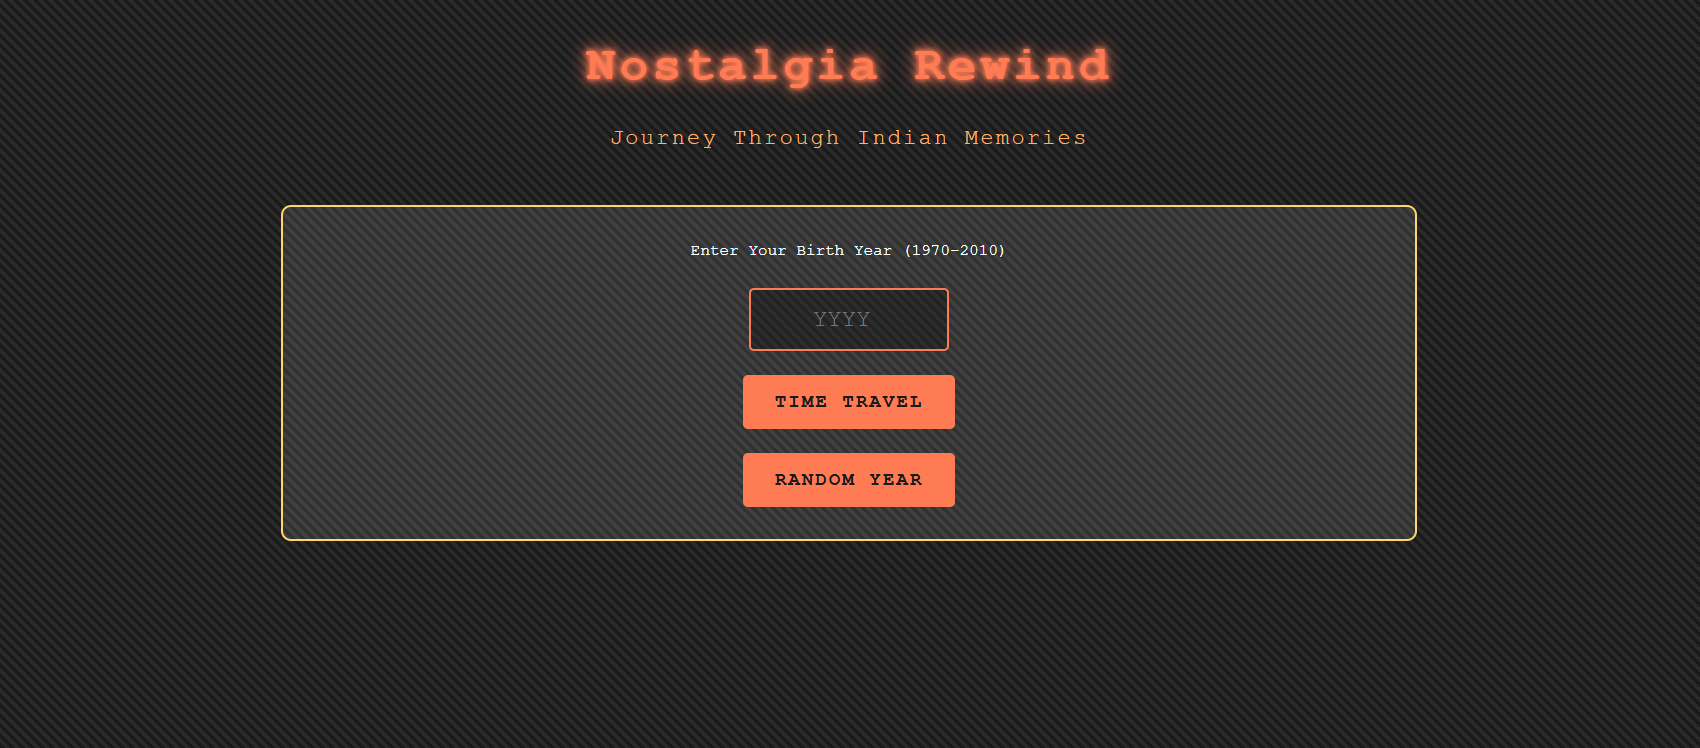 Nostalgia Rewind
Journey Through Indian Memories
Enter Your Birth Year (1970-2010)
YYYY
TIME TRAVEL
RANDOM YEAR